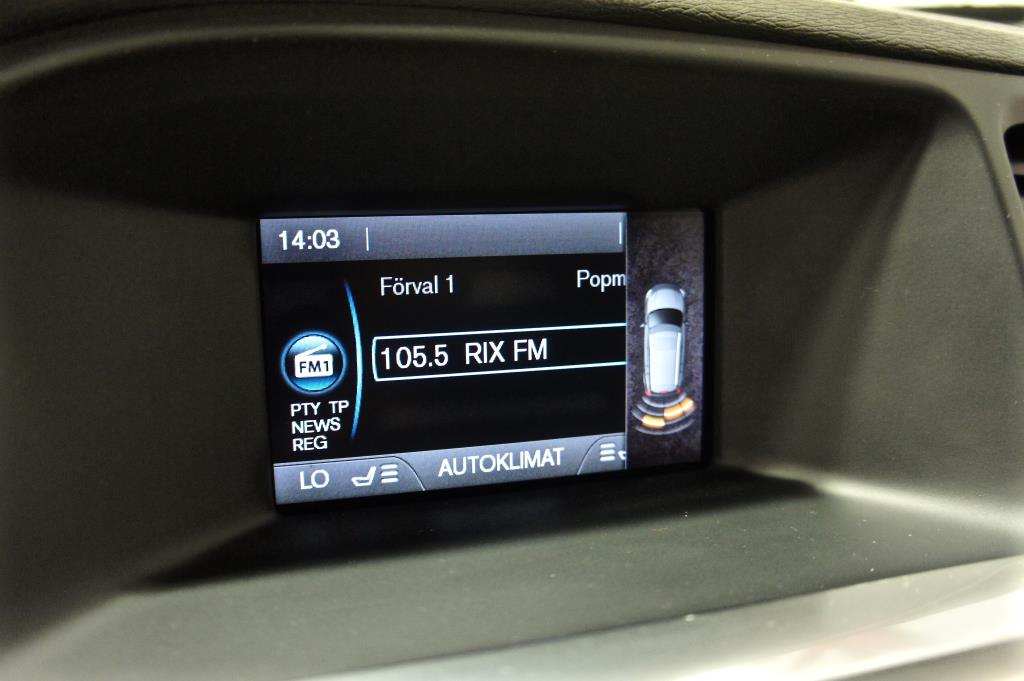 14:03
Förval 1 Popm
105.5 RIX FM
FM1
PTY TP
NEWS
REG
LO AUTOKLIMAT